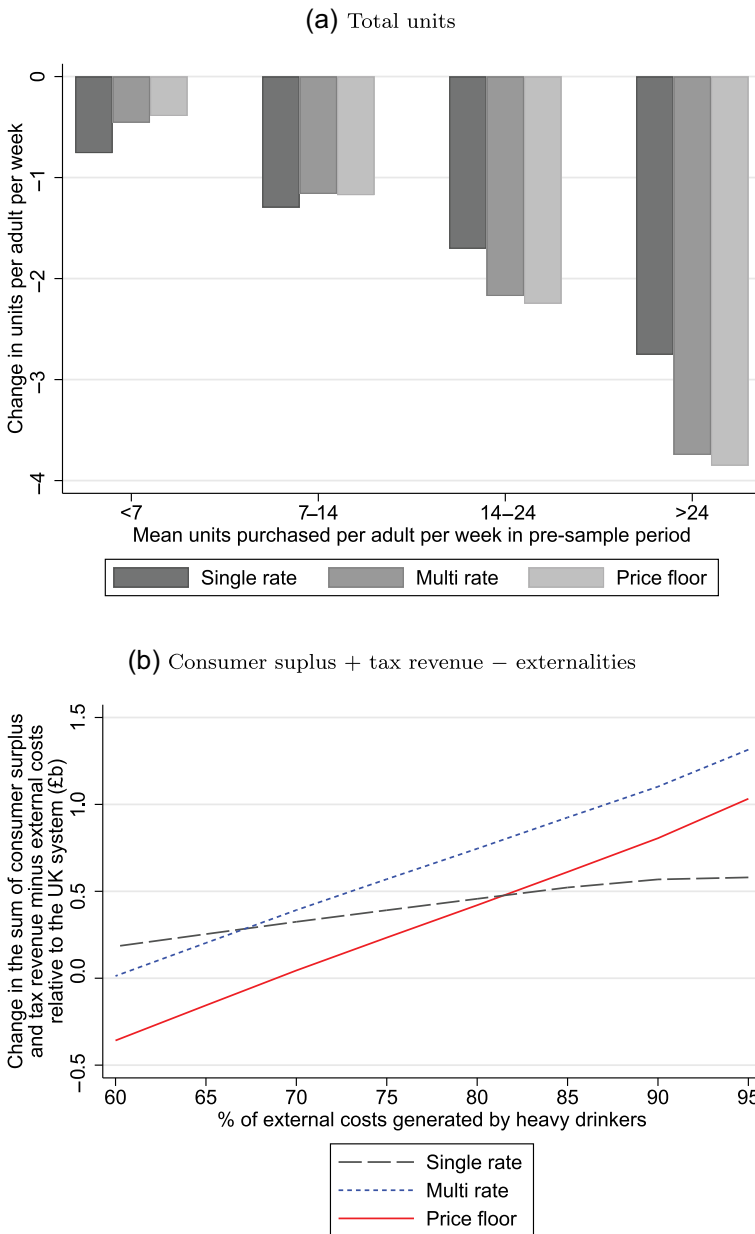 (a) Total units
Change in units per adult per week
0
−1
−2
−3
−4
<7 7–14 14–24 >24
Mean units purchased per adult per week in pre-sample period
Single rate Multi rate Price floor
(b) Consumer suplus + tax revenue − externalities
Change in the sum of consumer surplus
and tax revenue minus external costs
relative to the UK system (£b)
1.5
1.0
0.5
0.0
−0.5
60 65 70 75 80 85 90 95
% of external costs generated by heavy drinkers
Single rate
Multi rate
Price floor